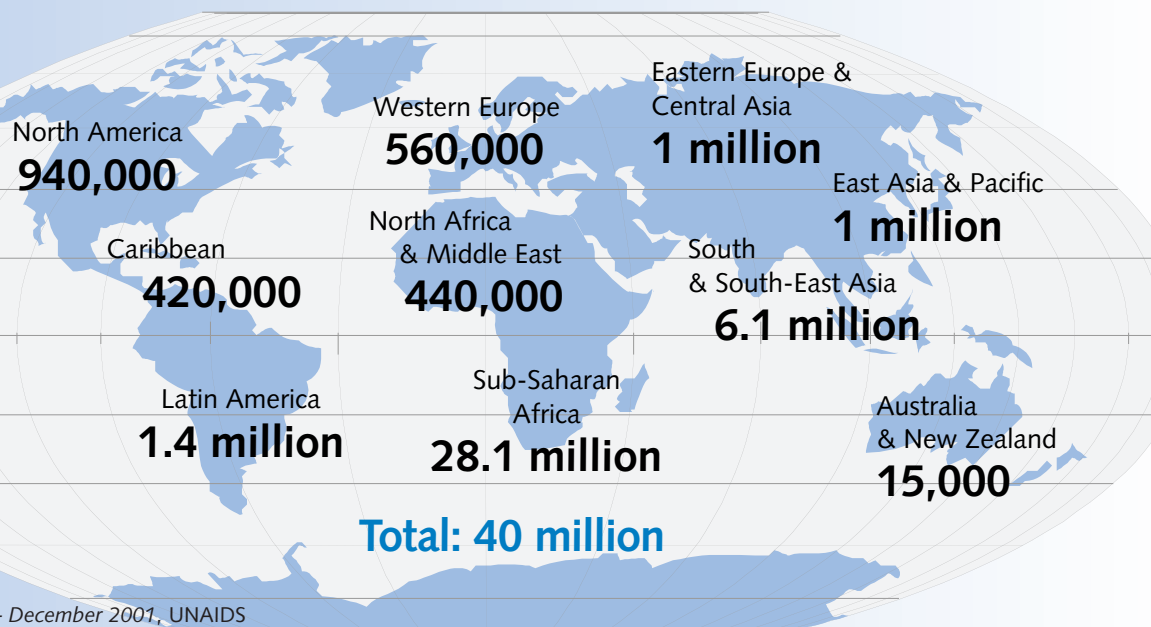 Eastern Europe &
Central Asia
1 million
Western Europe
560,000
North America
940,000
East Asia & Pacific
1 million
North Africa
& Middle East
440,000
Caribbean
420,000
South
& South-East Asia
6.1 million
Sub-Saharan
Africa
28.1 million
Latin America
1.4 million
Australia
& New Zealand
15,000
Total: 40 million
- December 2001, UNAIDS